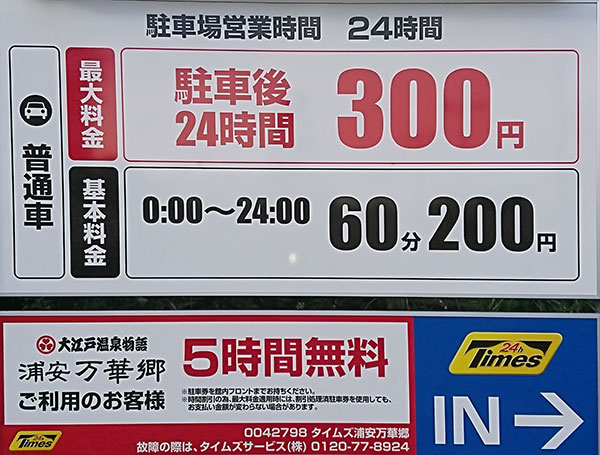 駐車場営業時間 24時間
普通車
最大料金
駐車後
24時間
300円
基本料金
0:00〜24:00 60分200円
大江戸温泉物語
浦安万華郷
ご利用のお客様
5時間無料
※駐車券を館内フロントまでお持ちください。
※時間割引の為、最大料金適用時には、割引処理済駐車券を使用しても、
お支払い金額が変わらない場合があります。
24h
Times
0042798 タイムズ浦安万華郷
故障の際は、タイムズサービス(株) 0120-77-8924
24h
Times
IN→